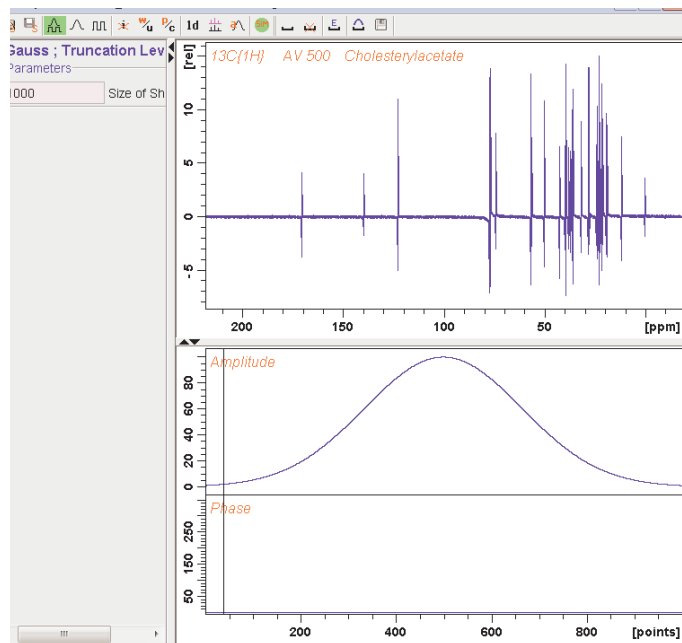 w/u p/c 1d Sim E
Gauss ; Truncation Lev
Parameters
1000 Size of Sh
[rel]
13C{1H} AV 500 Cholesterylacetate
10
5
0
-5
200 150 100 50 [ppm]
Amplitude
80
60
40
20
0
Phase
250
150
50
200 400 600 800 [points]